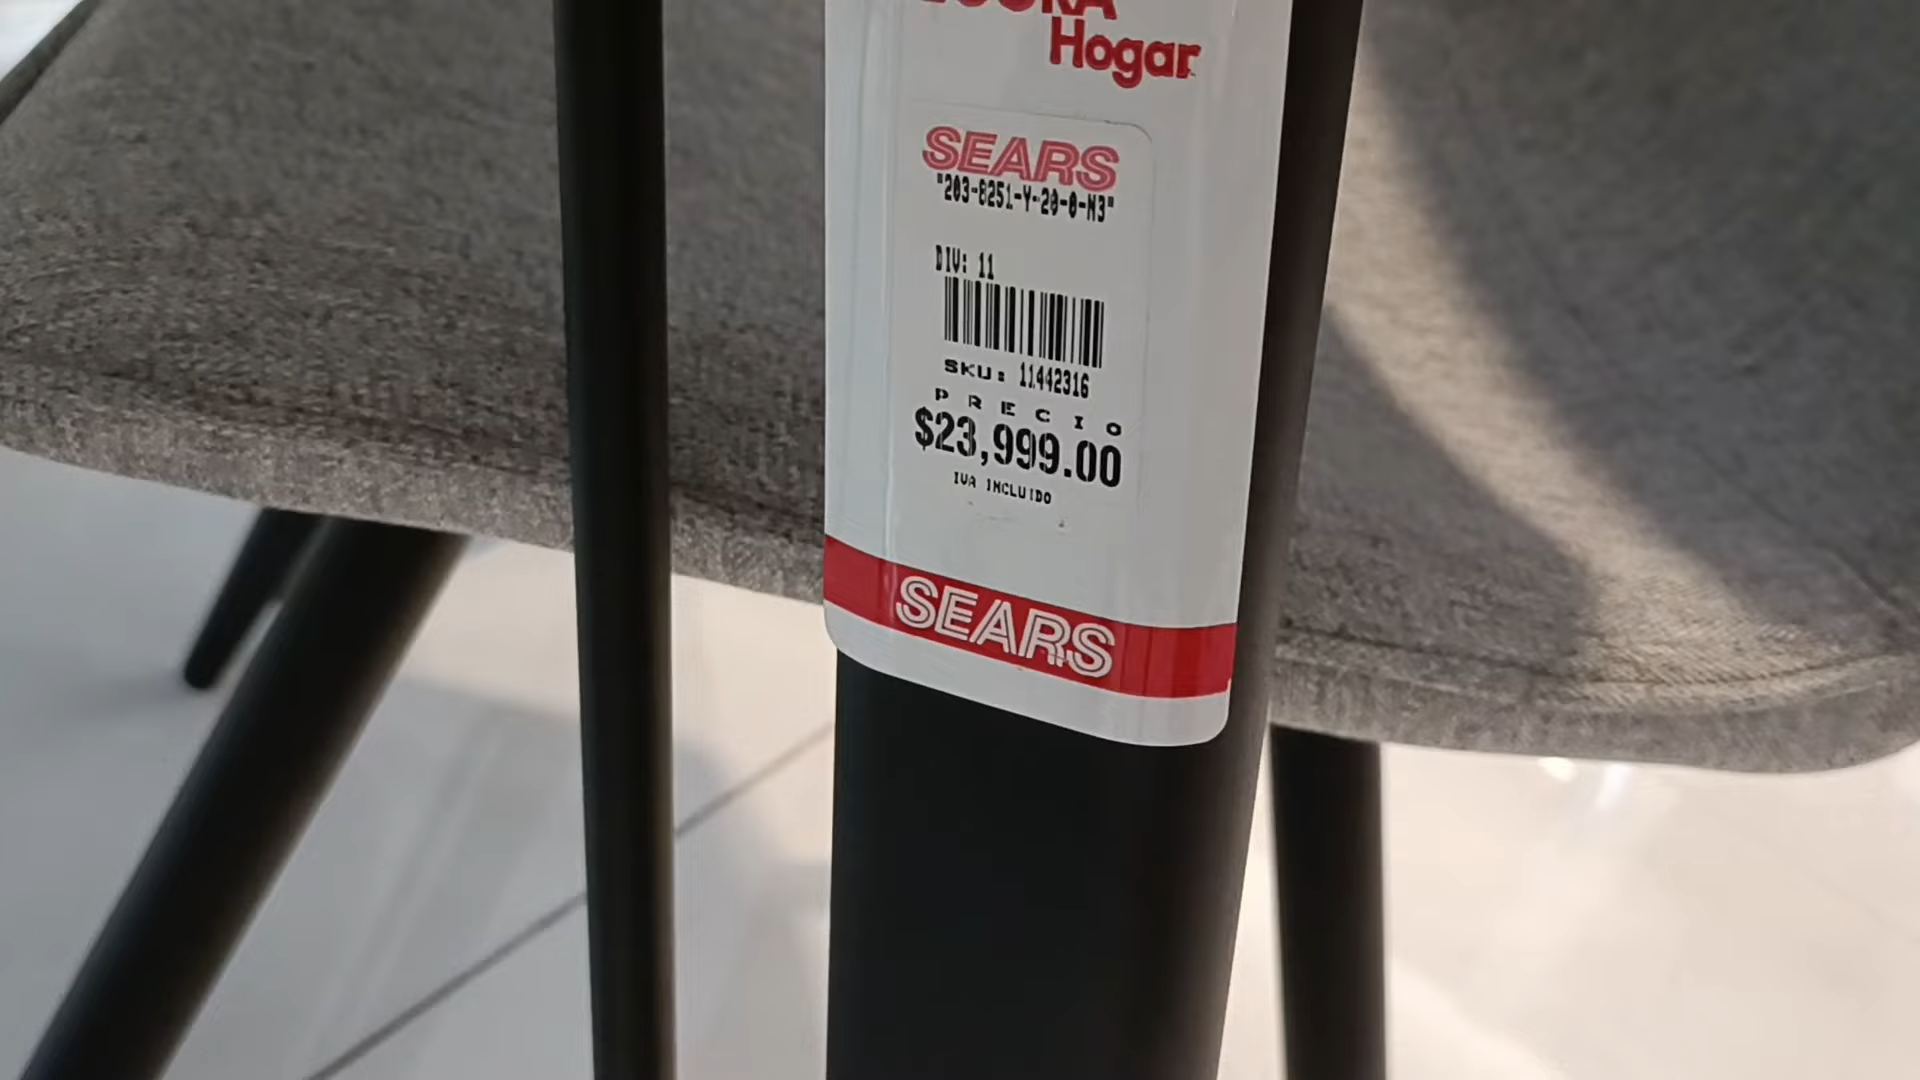 Hogar
SEARS
"203-8251-Y-20-0-N3"
DIV: 11
SKU: 11442316
PRECIO
$23,999.00
IVA INCLUIDO
SEARS